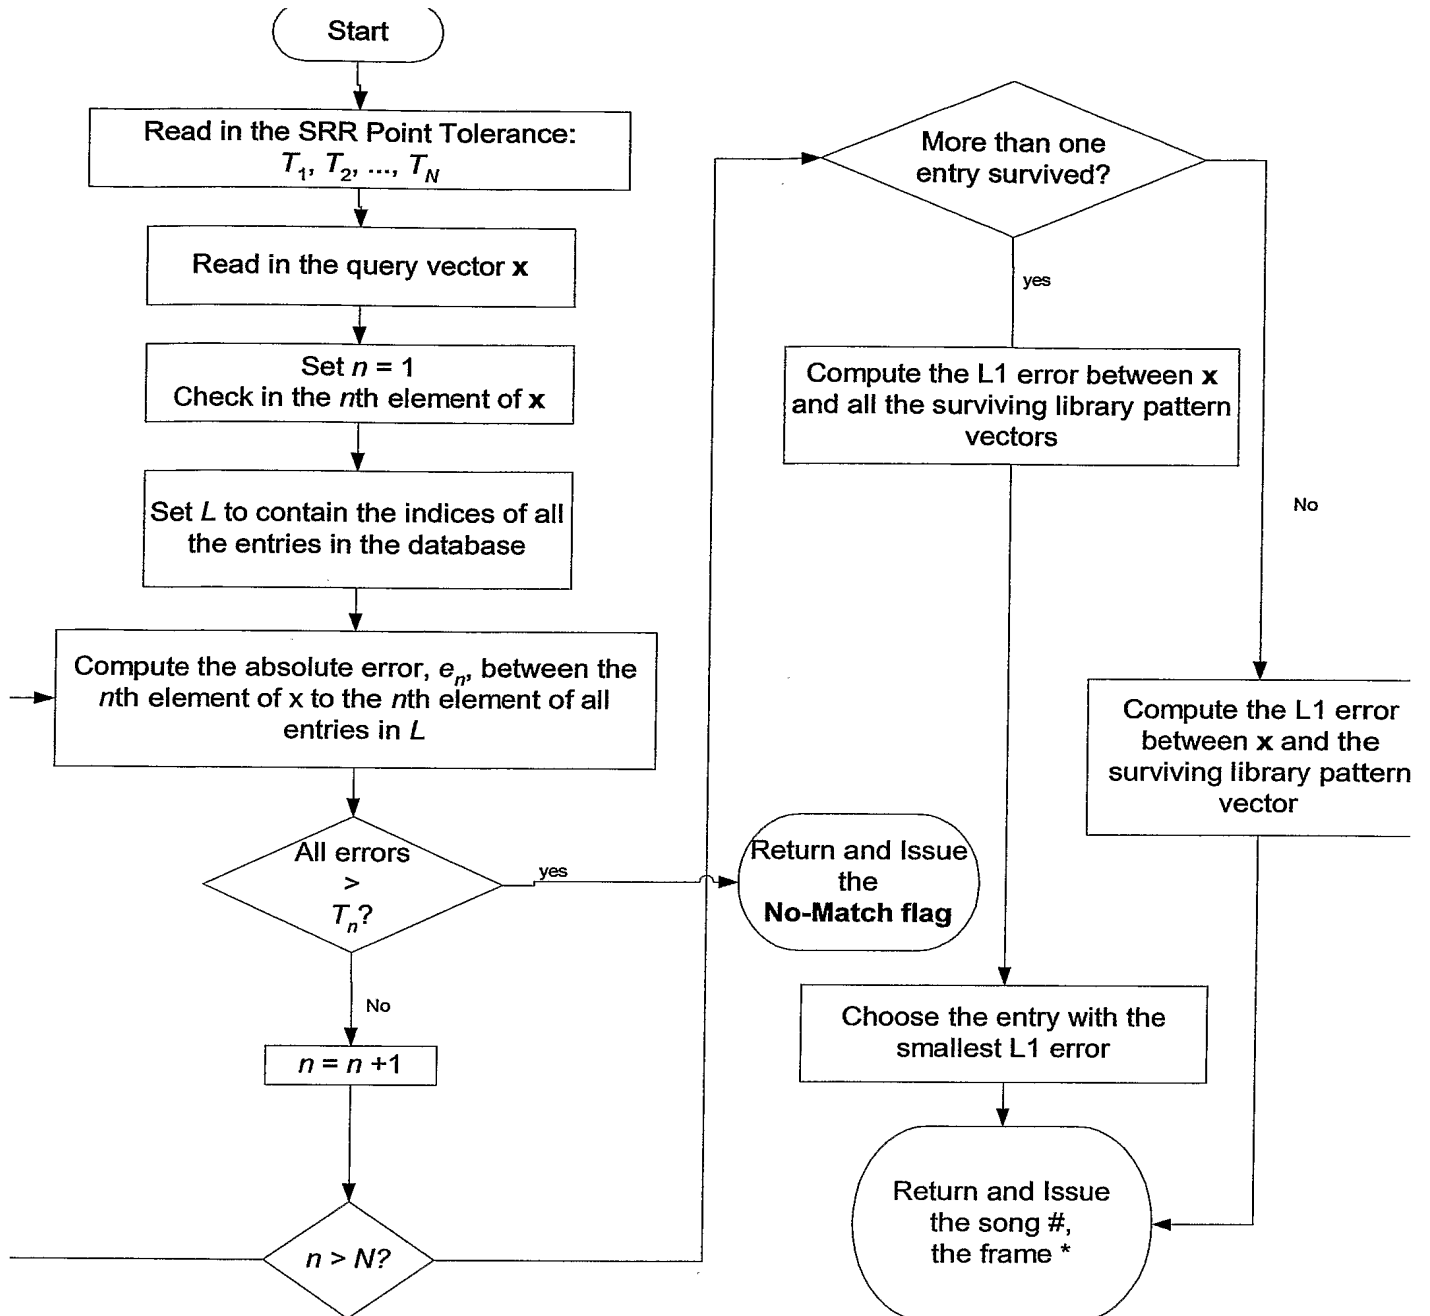 Start
Read in the SRR Point Tolerance:
T1, T2, ..., TN
Read in the query vector x
Set n = 1
Check in the nth element of x
Set L to contain the indices of all
the entries in the database
Compute the absolute error, en, between the
nth element of x to the nth element of all
entries in L
All errors
>
Tn?
yes
Return and Issue
the
No-Match flag
No
n = n +1
n > N?
More than one
entry survived?
yes
No
Compute the L1 error between x
and all the surviving library pattern
vectors
Compute the L1 error
between x and the
surviving library pattern
vector
Choose the entry with the
smallest L1 error
Return and Issue
the song #,
the frame *